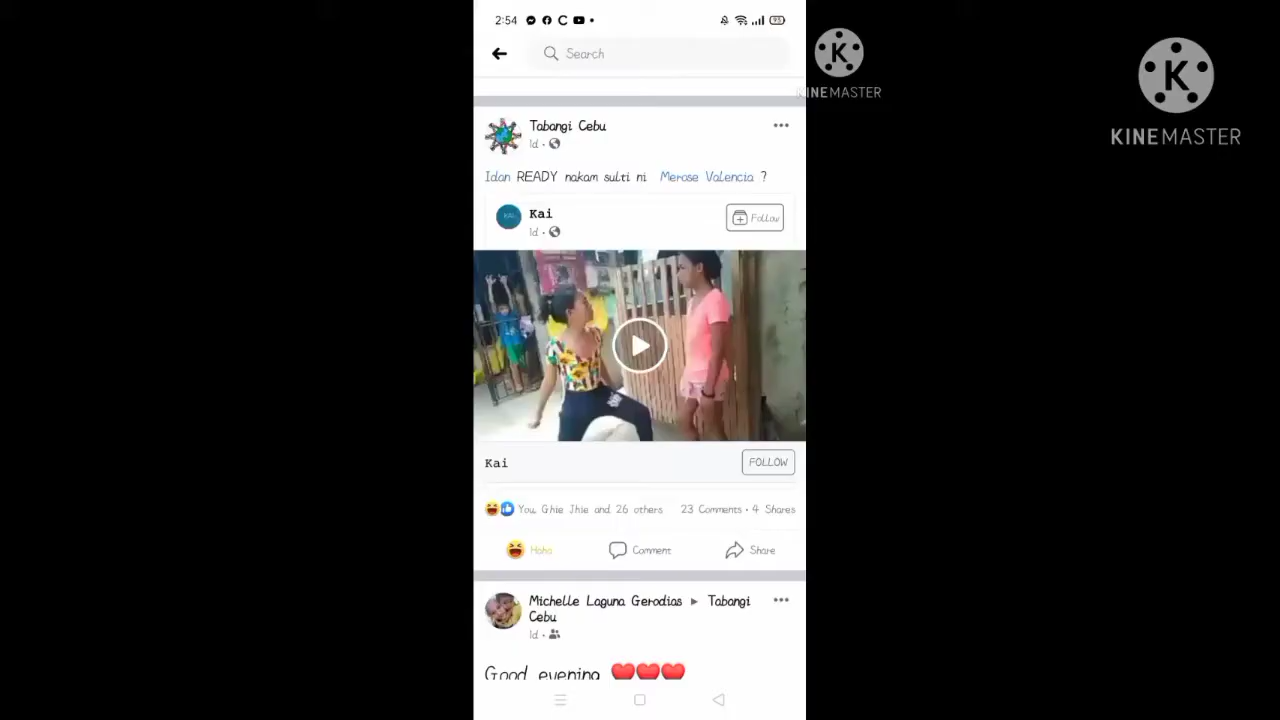 2:54
Search
KINEMASTER
KINEMASTER
Tabangi Cebu
1d
Idan READY nakam sulti ni Merose Valencia ?
Kai
1d
Follow
Kai
FOLLOW
You, Ghie Jhie and 26 others
23 Comments • 4 Shares
Haha
Comment
Share
Michelle Laguna Gerodias ▶ Tabangi
Cebu
1d
Good evening ❤️❤️❤️